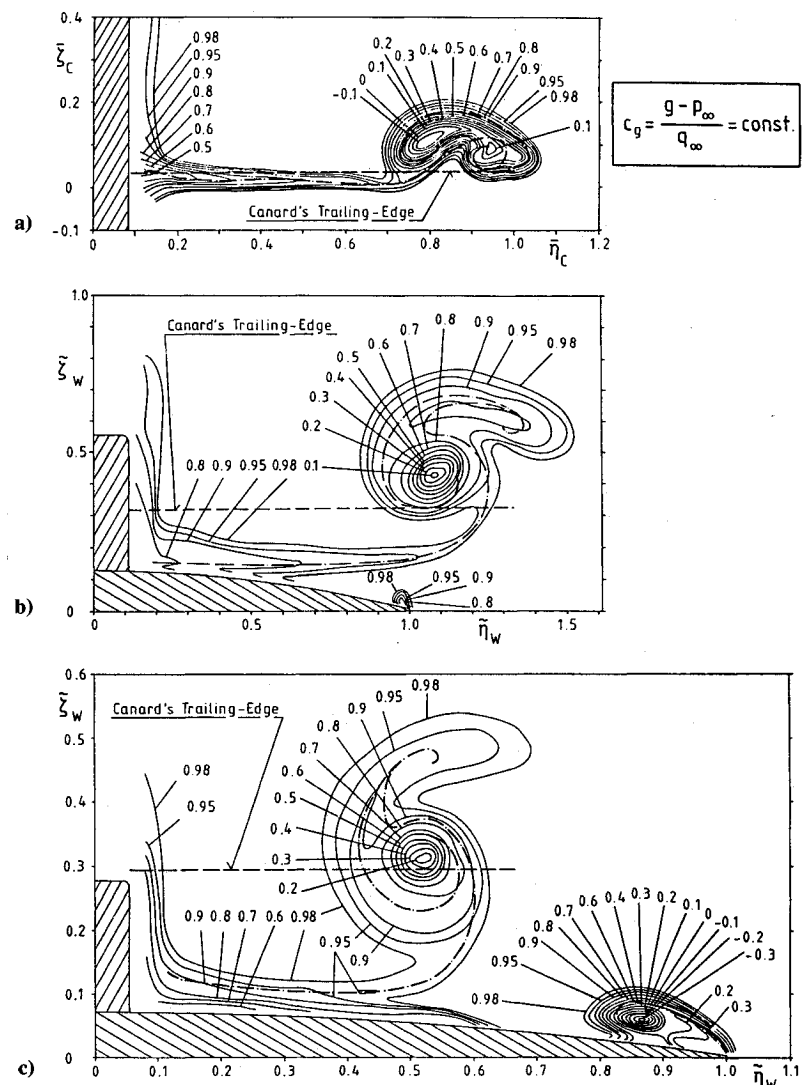 0.4
ζ̄_C
0.2
0
-0.1
0.98
0.95
0.9
0.8
0.7
0.6
0.5
0.2 0.4 0.5 0.6 0.7 0.8
0.3 0.9
0.1 0.95
0 0.98
-0.1
0.1
Canard's Trailing-Edge
a)
0 0.2 0.4 0.6 0.8 1.0 1.2
η̄_C
c_g = (g - p_∞) / q_∞ = const.
1.0
ζ̃_W
0.5
0
Canard's Trailing-Edge
0.8 0.9 0.95 0.98 0.1
0.2
0.3
0.4
0.5
0.6
0.7
0.8
0.9
0.95
0.98
0.98 0.95 0.9
0.8
b)
0 0.5 1.0 1.5
η̃_W
0.6
ζ̃_W
0.5
0.4
0.3
0.2
0.1
0
Canard's Trailing-Edge
0.98
0.95
0.98
0.95
0.9
0.8
0.7
0.6
0.5
0.4
0.3
0.2
0.9 0.8 0.7 0.6 0.98
0.95
0.9
0.6 0.4 0.3 0.2
0.7 0.1
0.8 0 -0.1
0.9 -0.2
0.95 -0.3
0.98 0.2
0.3
c)
0 0.1 0.2 0.3 0.4 0.5 0.6 0.7 0.8 0.9 1.0 1.1
η̃_W